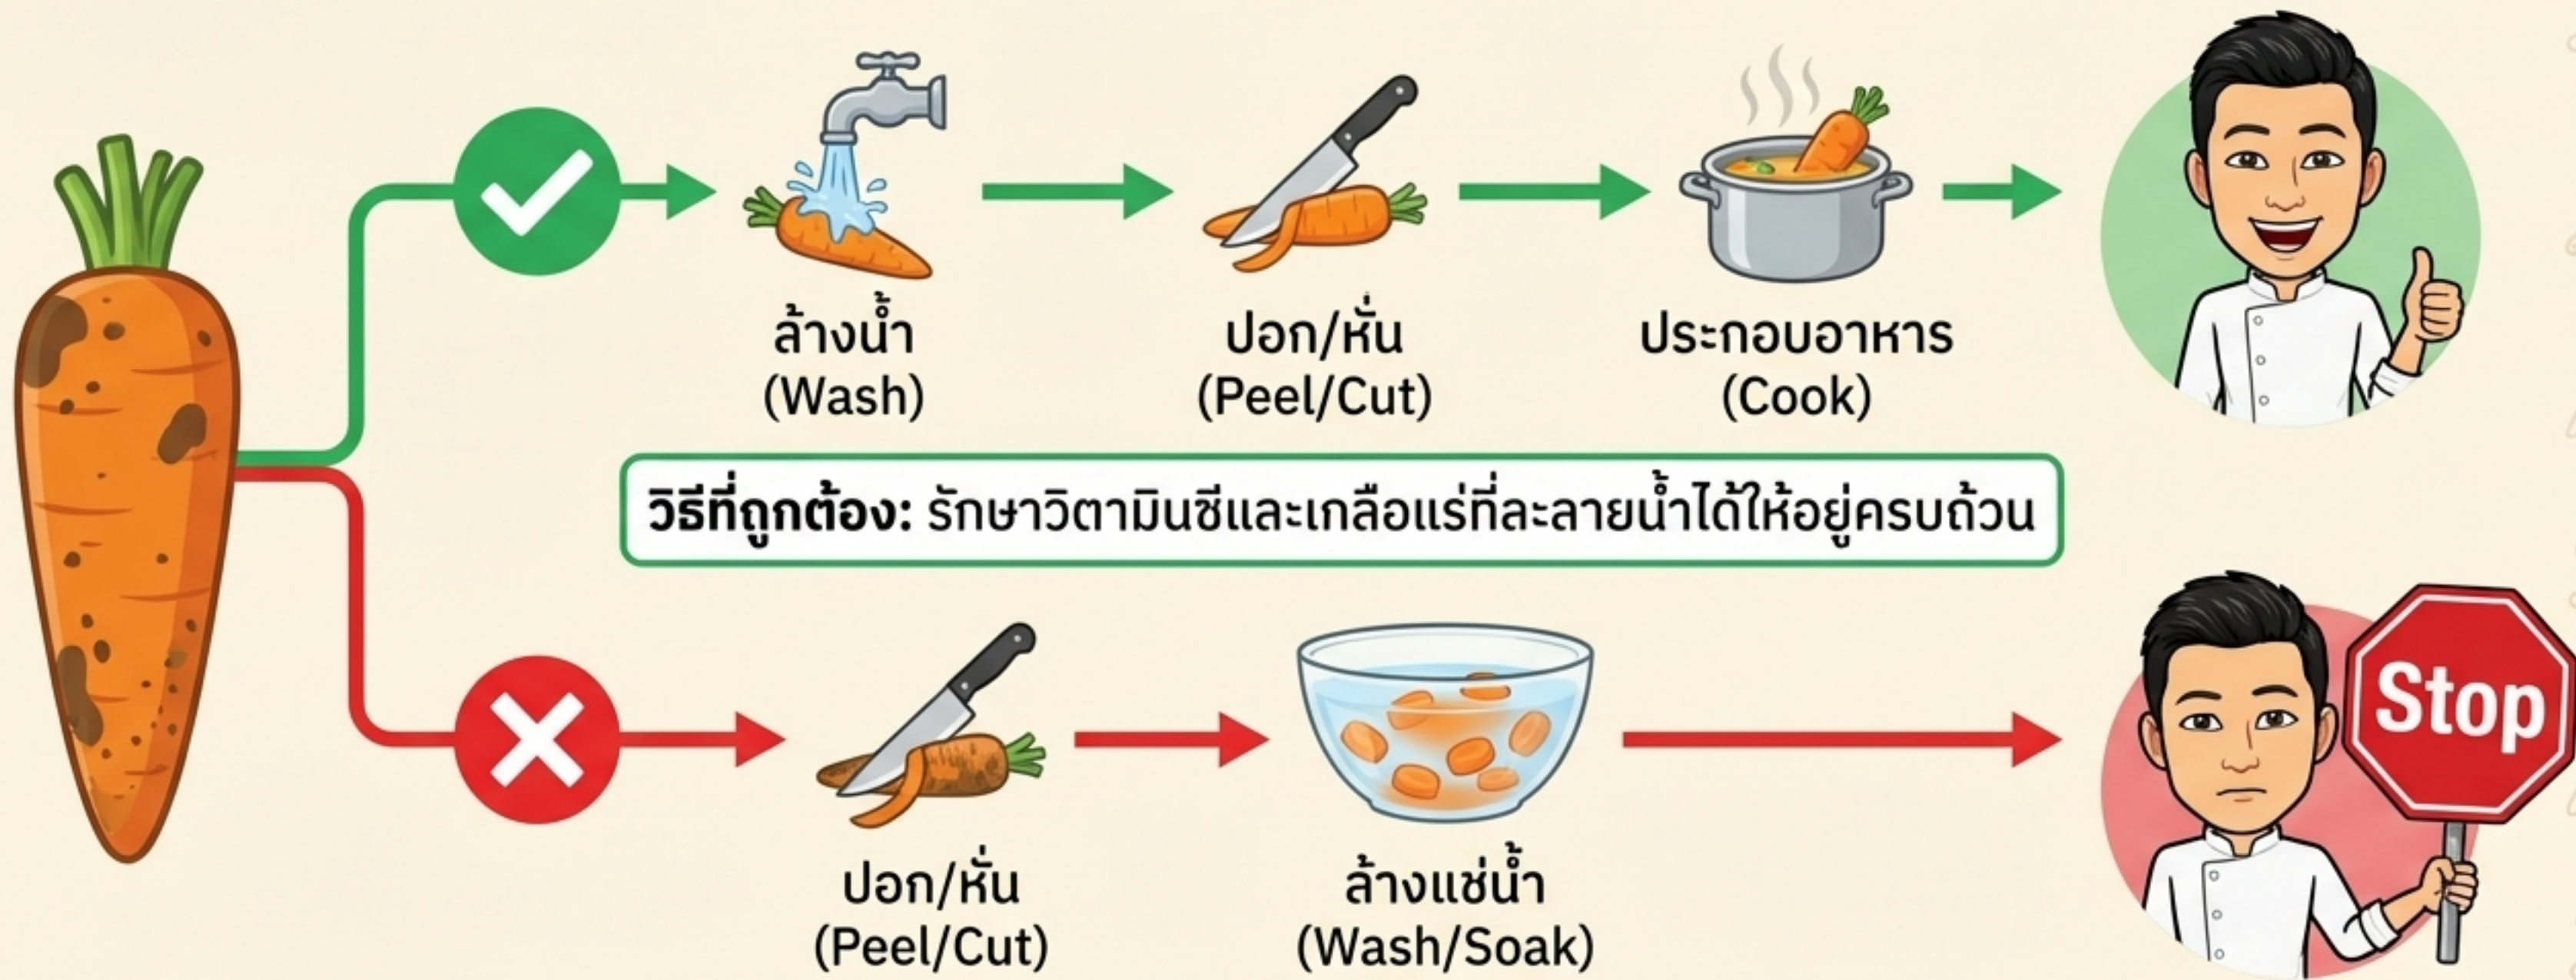 ล้างน้ำ
(Wash)
ปอก/หั่น
(Peel/Cut)
ประกอบอาหาร
(Cook)
วิธีที่ถูกต้อง: รักษาวิตามินซีและเกลือแร่ที่ละลายน้ำได้ให้อยู่ครบถ้วน
ปอก/หั่น
(Peel/Cut)
ล้างแช่น้ำ
(Wash/Soak)
Stop